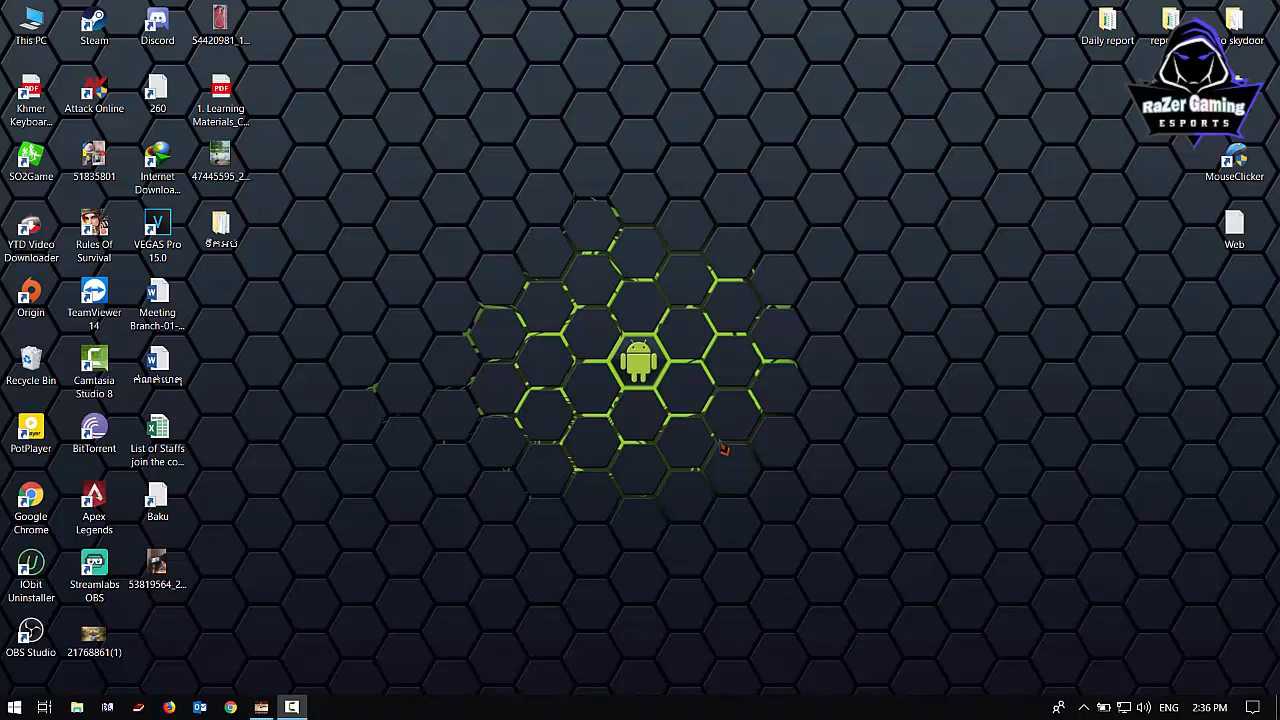 This PC
Steam
Discord
54420981_1...
Khmer
Keyboar...
Attack Online
260
1. Learning
Materials_C...
SO2Game
51835801
Internet
Downloa...
47445595_2...
YTD Video
Downloader
Rules Of
Survival
VEGAS Pro
15.0
Origin
TeamViewer
14
Meeting
Branch-01-...
Recycle Bin
Camtasia
Studio 8
PotPlayer
BitTorrent
List of Staffs
join the co...
Google
Chrome
Apex
Legends
Baku
IObit
Uninstaller
Streamlabs
OBS
53819564_2...
OBS Studio
21768861(1)
Daily report
skydoor
RaZer Gaming
ESPORTS
MouseClicker
Web
ENG
2:36 PM